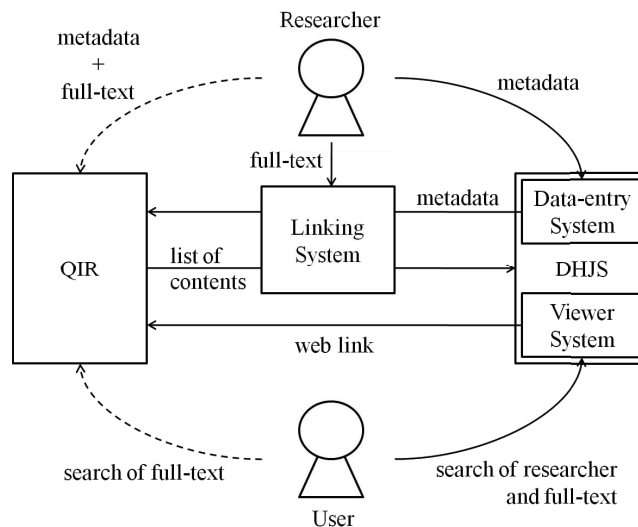 Researcher
metadata
+
full-text
metadata
full-text
QIR
Linking
System
metadata
Data-entry
System
list of
contents
DHJS
Viewer
System
web link
search of full-text
search of researcher
and full-text
User